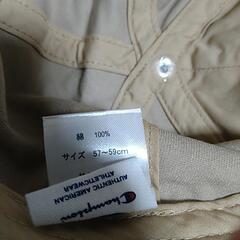 綿 100%
サイズ 57~59cm
Champion
AUTHENTIC AMERICAN
ATHLETICWEAR